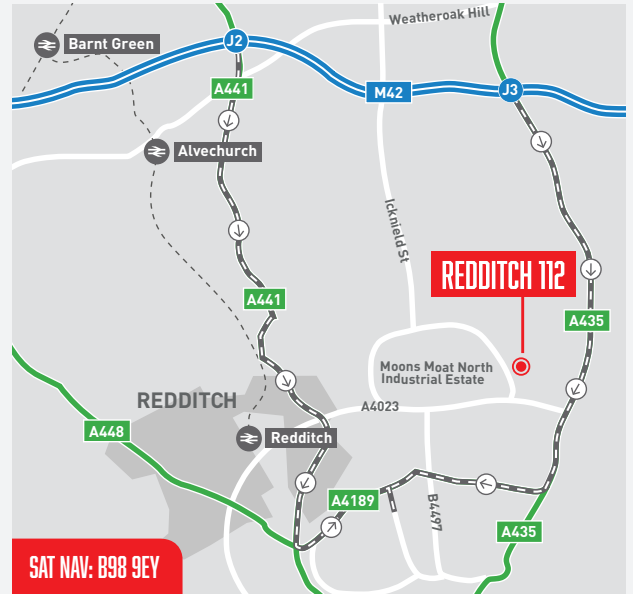 Weatheroak Hill
Barnt Green
J2
A441
M42
J3
Alvechurch
Icknield St
REDDITCH 112
A441
A435
Moons Moat North
Industrial Estate
REDDITCH
A4023
A448
Redditch
A4189
B4497
A435
SAT NAV: B98 9EY